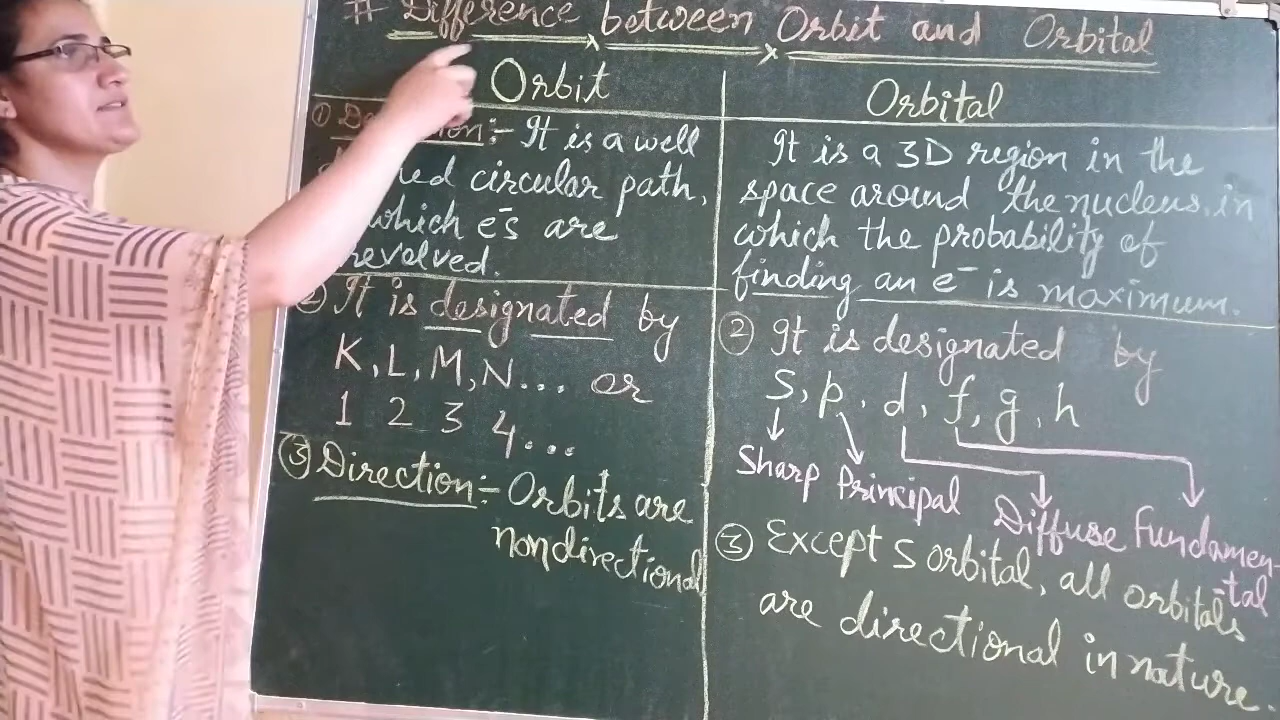 # Difference between Orbit and Orbital
Orbit
① :- It is a well
circular path,
which e⁻s are
revolved.
② It is designated by
K, L, M, N... or
1 2 3 4...
③ Direction:- Orbits are
nondirectional
Orbital
It is a 3D region in the
space around the nucleus, in
which the probability of
finding an e⁻ is maximum.
② It is designated by
s, p, d, f, g, h
Sharp Principal Diffuse Fundamen-
tal
③ Except s orbital, all orbitals
are directional in nature.